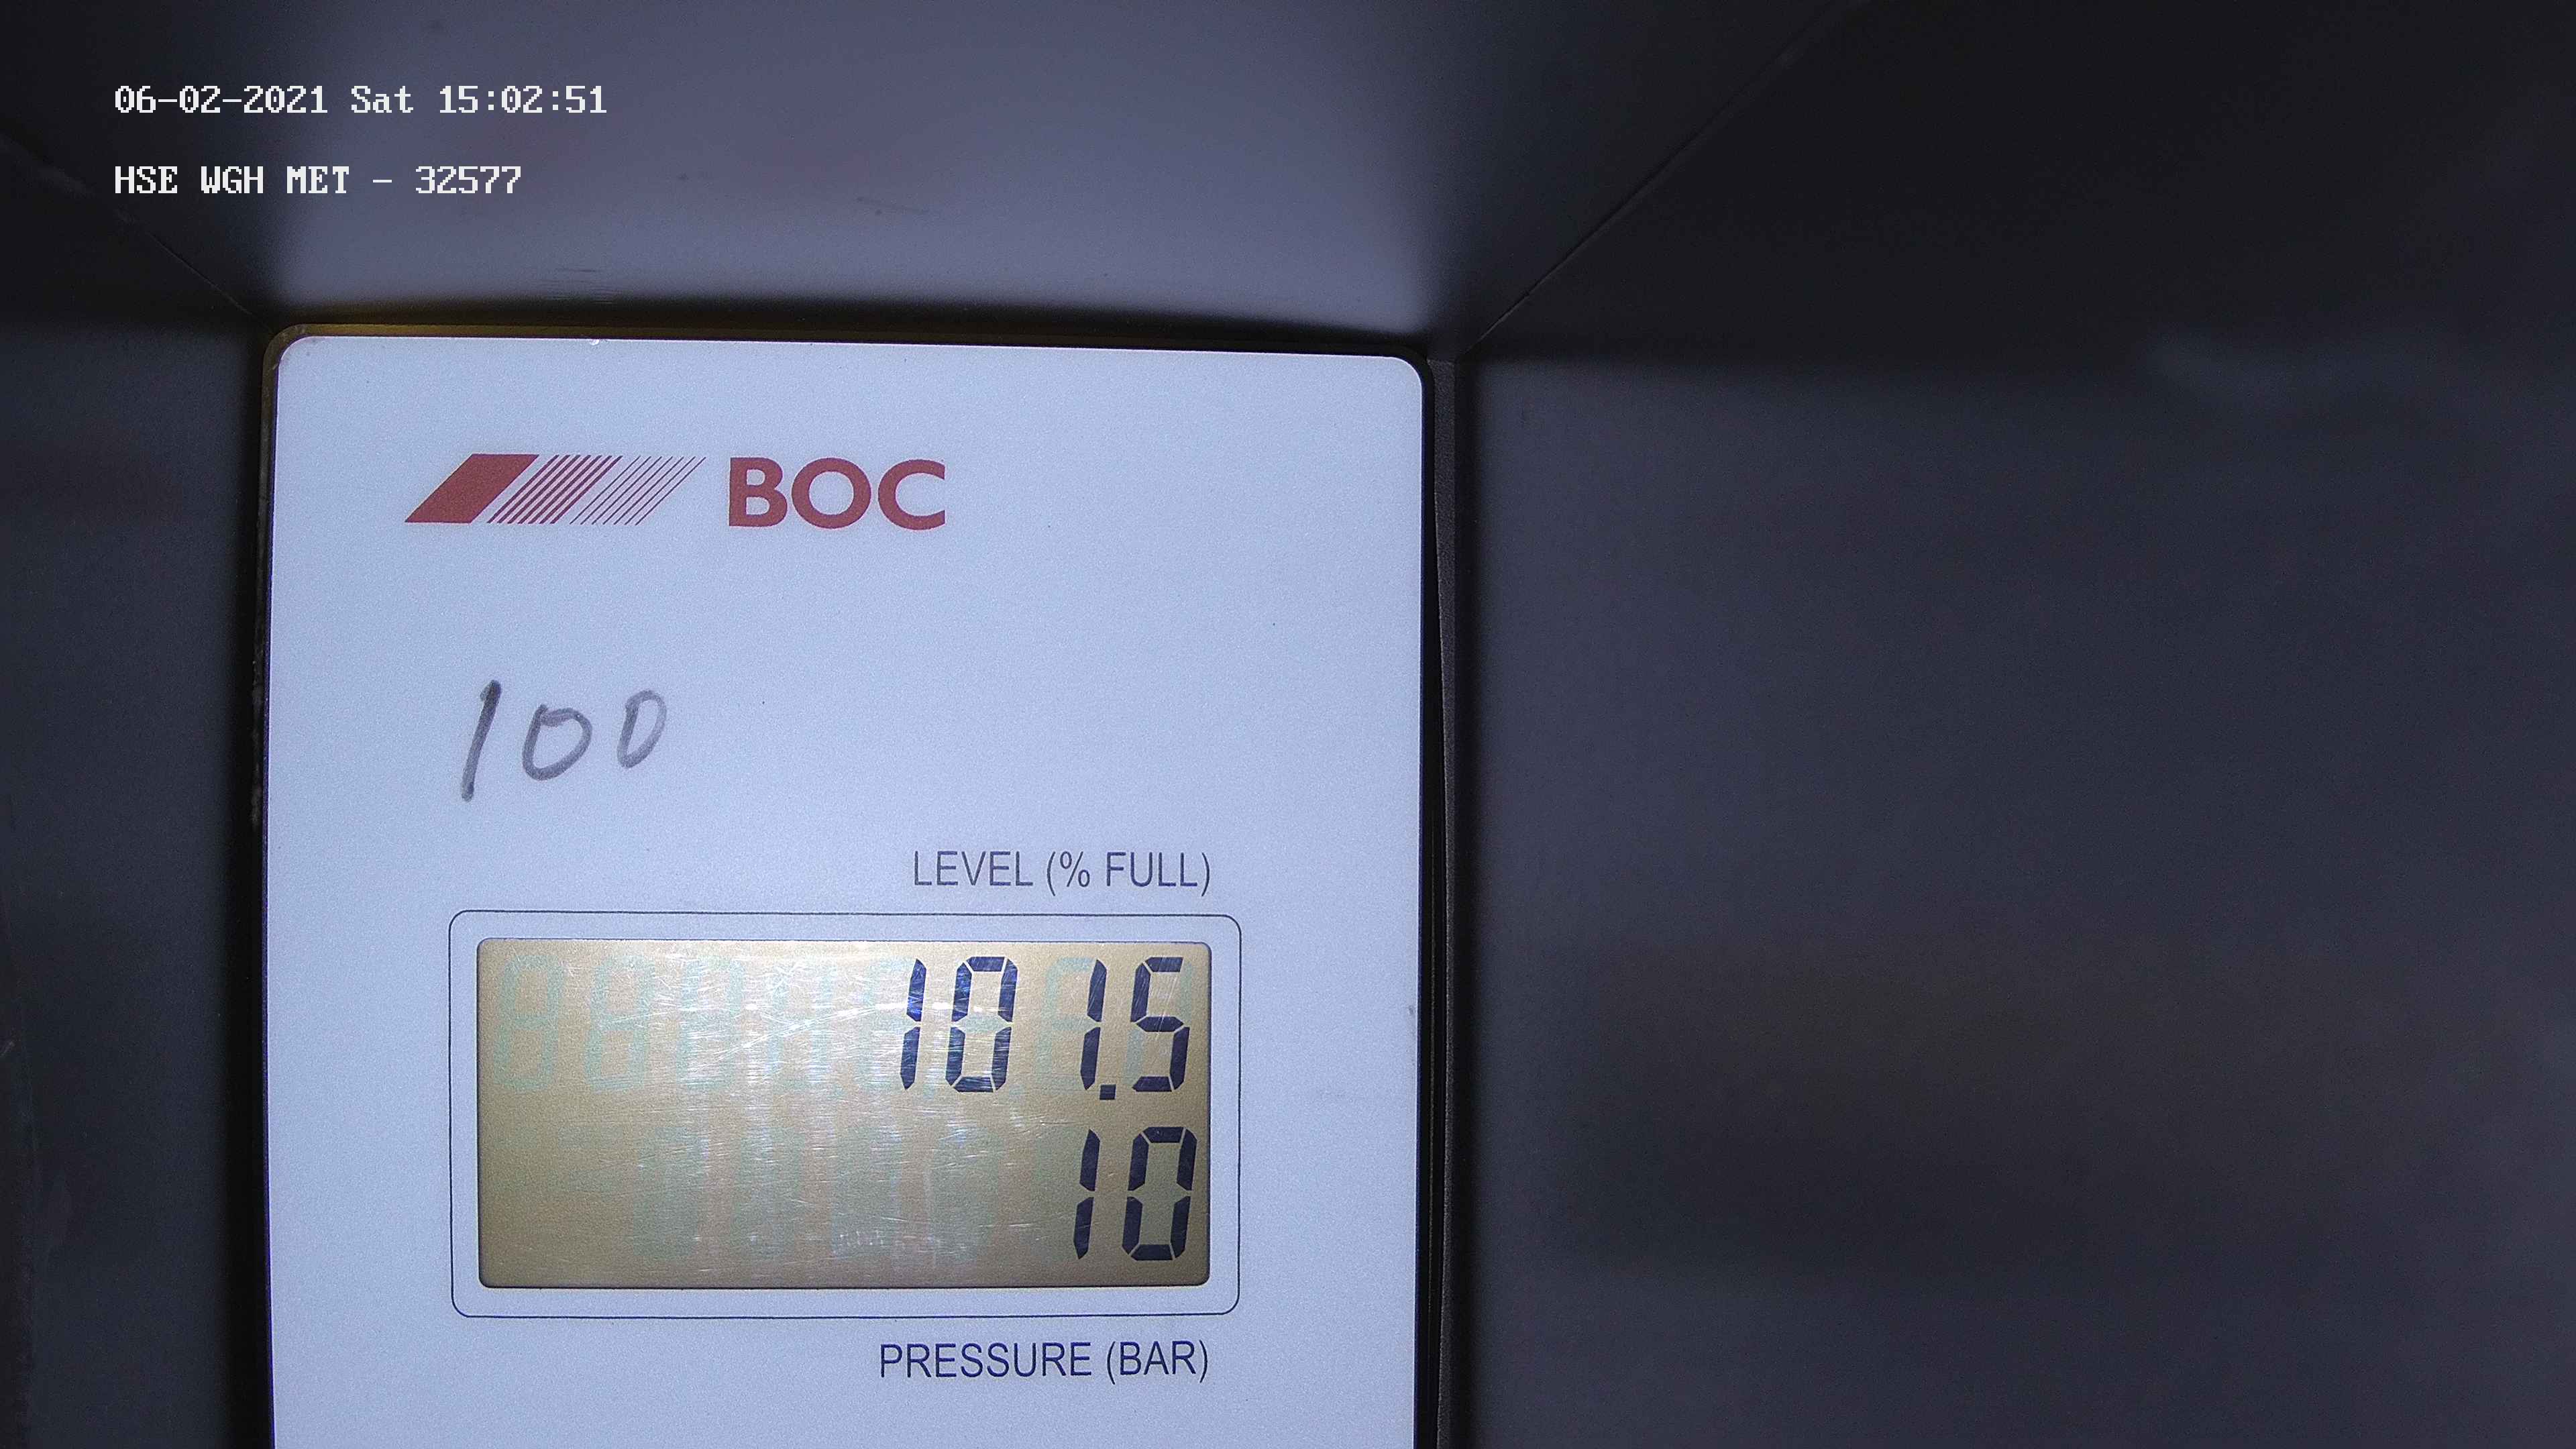 06-02-2021 Sat 15:02:51
HSE WGH MET - 32577
BOC
100
LEVEL (% FULL)
101.5
10
PRESSURE (BAR)